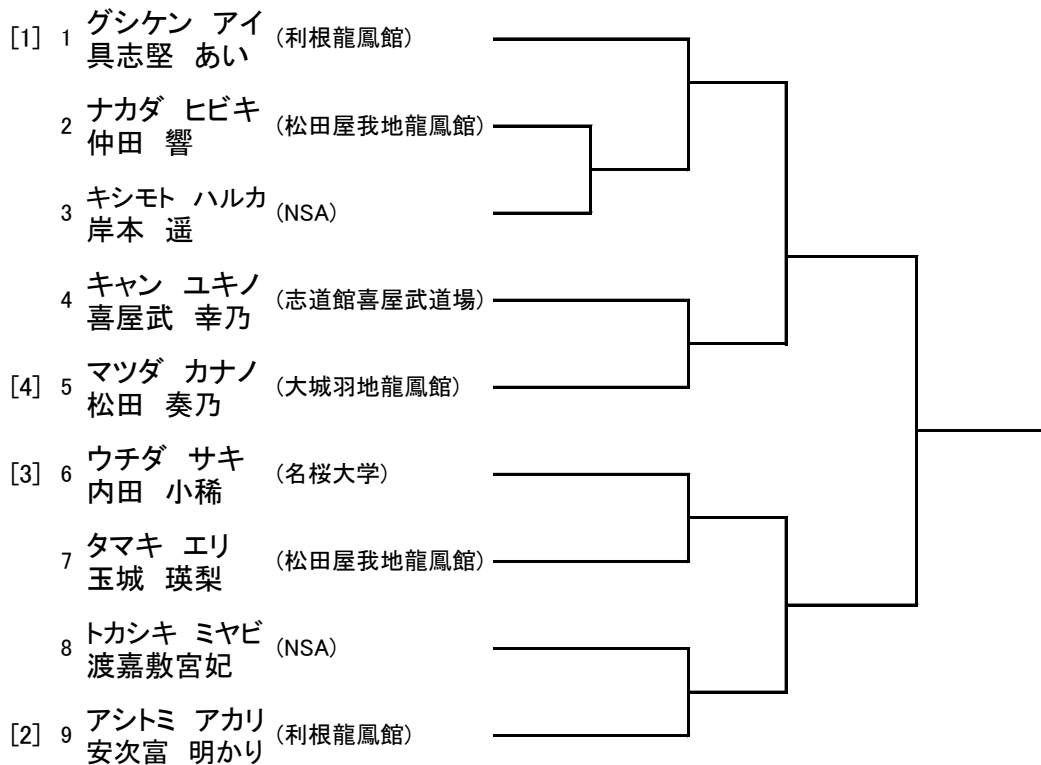 グシケン　アイ
[1] 1 具志堅　あい (利根龍鳳館)
ナカダ　ヒビキ
2 仲田　響 (松田屋我地龍鳳館)
キシモト　ハルカ
3 岸本　遥 (NSA)
キャン　ユキノ
4 喜屋武　幸乃 (志道館喜屋武道場)
マツダ　カナノ
[4] 5 松田　奏乃 (大城羽地龍鳳館)
ウチダ　サキ
[3] 6 内田　小稀 (名桜大学)
タマキ　エリ
7 玉城　瑛梨 (松田屋我地龍鳳館)
トカシキ　ミヤビ
8 渡嘉敷宮妃 (NSA)
アシトミ　アカリ
[2] 9 安次富　明かり (利根龍鳳館)